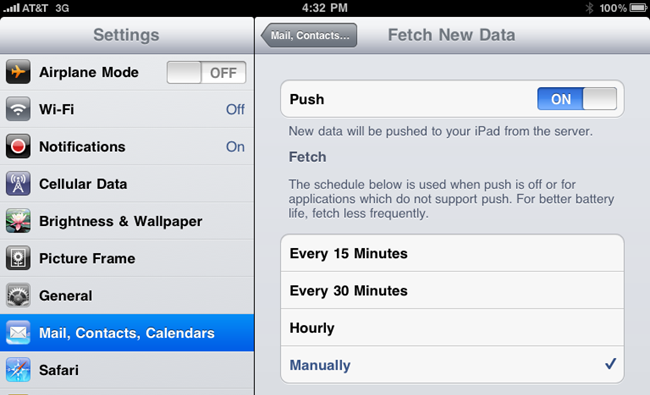 AT&T 3G 4:32 PM 100%
Settings
Airplane Mode OFF
Wi-Fi Off
Notifications On
Cellular Data
Brightness & Wallpaper
Picture Frame
General
Mail, Contacts, Calendars
Safari
Mail, Contacts... Fetch New Data
Push ON
New data will be pushed to your iPad from the server.
Fetch
The schedule below is used when push is off or for
applications which do not support push. For better battery
life, fetch less frequently.
Every 15 Minutes
Every 30 Minutes
Hourly
Manually